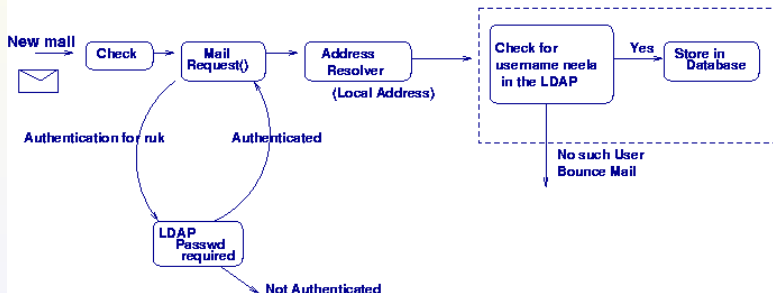 New mail
Check
Mail
Request()
Address
Resolver
(Local Address)
Check for
username neela
in the LDAP
Yes
Store in
Database
Authentication for ruk
Authenticated
No such User
Bounce Mail
LDAP
Passwd
required
Not Authenticated